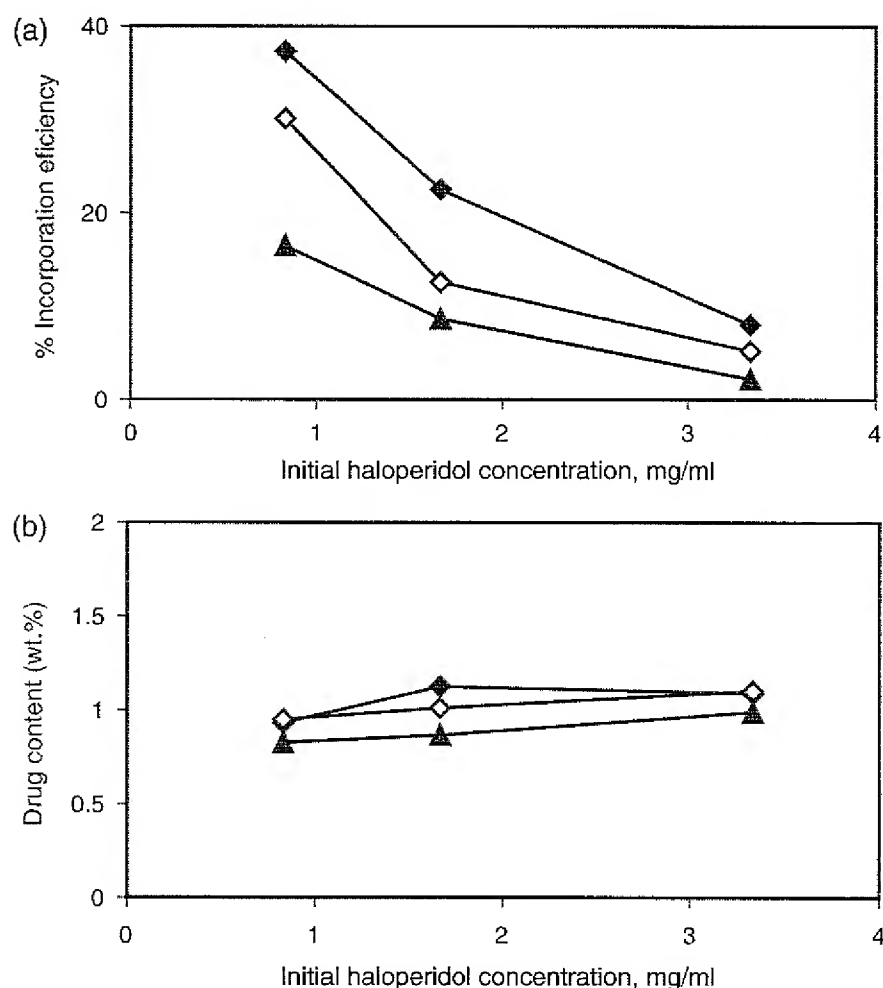 (a)
40
20
0
% Incorporation eficiency
0 1 2 3 4
Initial haloperidol concentration, mg/ml
(b)
2
1.5
1
0.5
0
Drug content (wt.%)
0 1 2 3 4
Initial haloperidol concentration, mg/ml